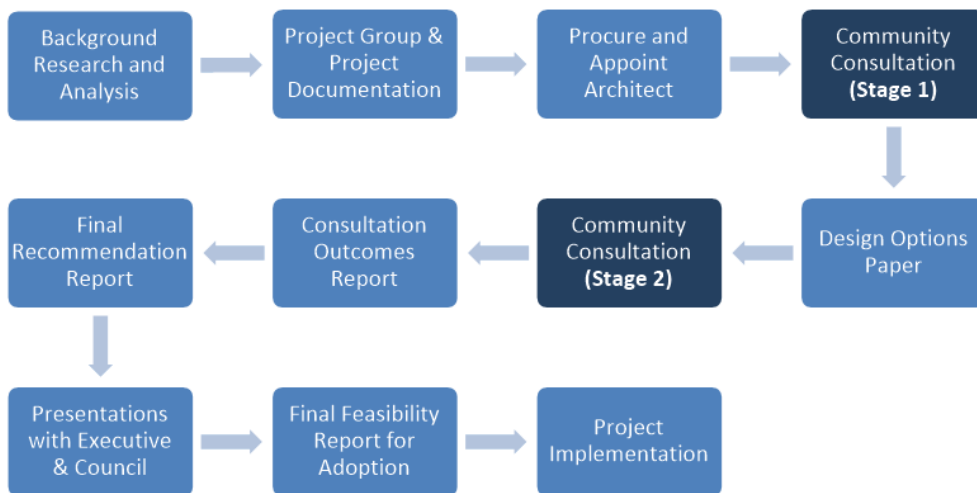 Background
Research and
Analysis
Project Group &
Project
Documentation
Procure and
Appoint
Architect
Community
Consultation
(Stage 1)
Design Options
Paper
Community
Consultation
(Stage 2)
Consultation
Outcomes
Report
Final
Recommendation
Report
Presentations
with Executive
& Council
Final Feasibility
Report for
Adoption
Project
Implementation